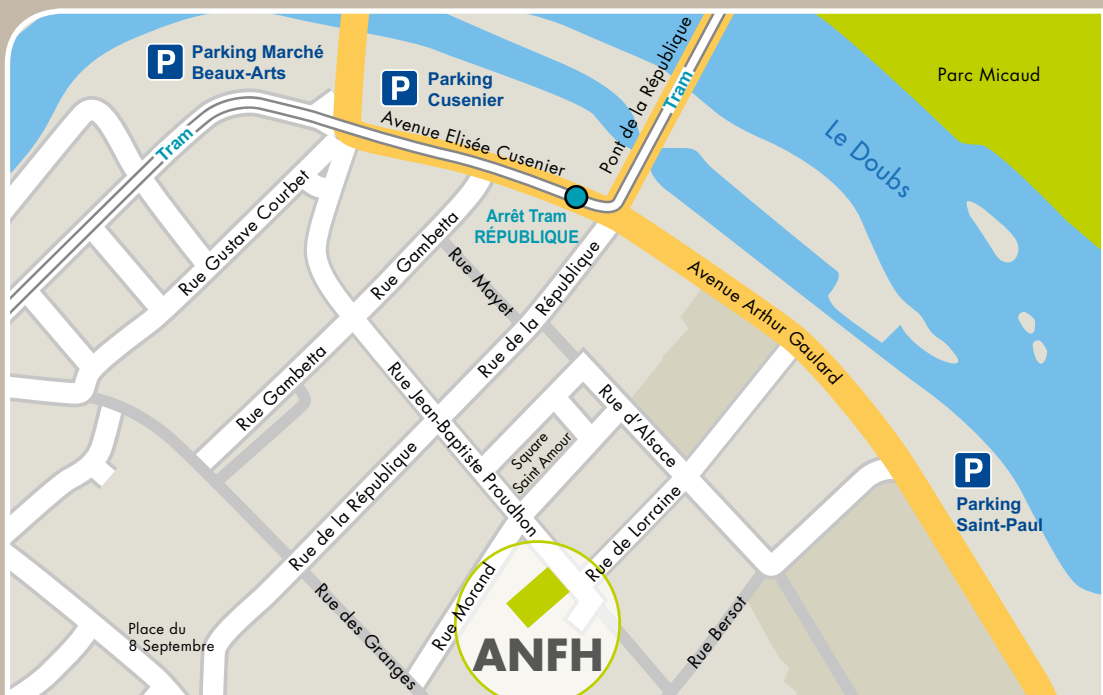 P
Parking Marché
Beaux-Arts
P
Parking
Cusenier
Parc Micaud
Pont de la République
Tram
Le Doubs
Avenue Elisée Cusenier
Tram
Arrêt Tram
RÉPUBLIQUE
Rue Gustave Courbet
Rue Gambetta
Rue Mayet
Rue de la République
Avenue Arthur Gaulard
Rue Gambetta
Rue Jean-Baptiste Proudhon
Rue d'Alsace
Square
Saint Amour
P
Parking
Saint-Paul
Rue de la République
Rue de Lorraine
Rue Morand
Rue des Granges
Rue Bersot
Place du
8 Septembre
ANFH